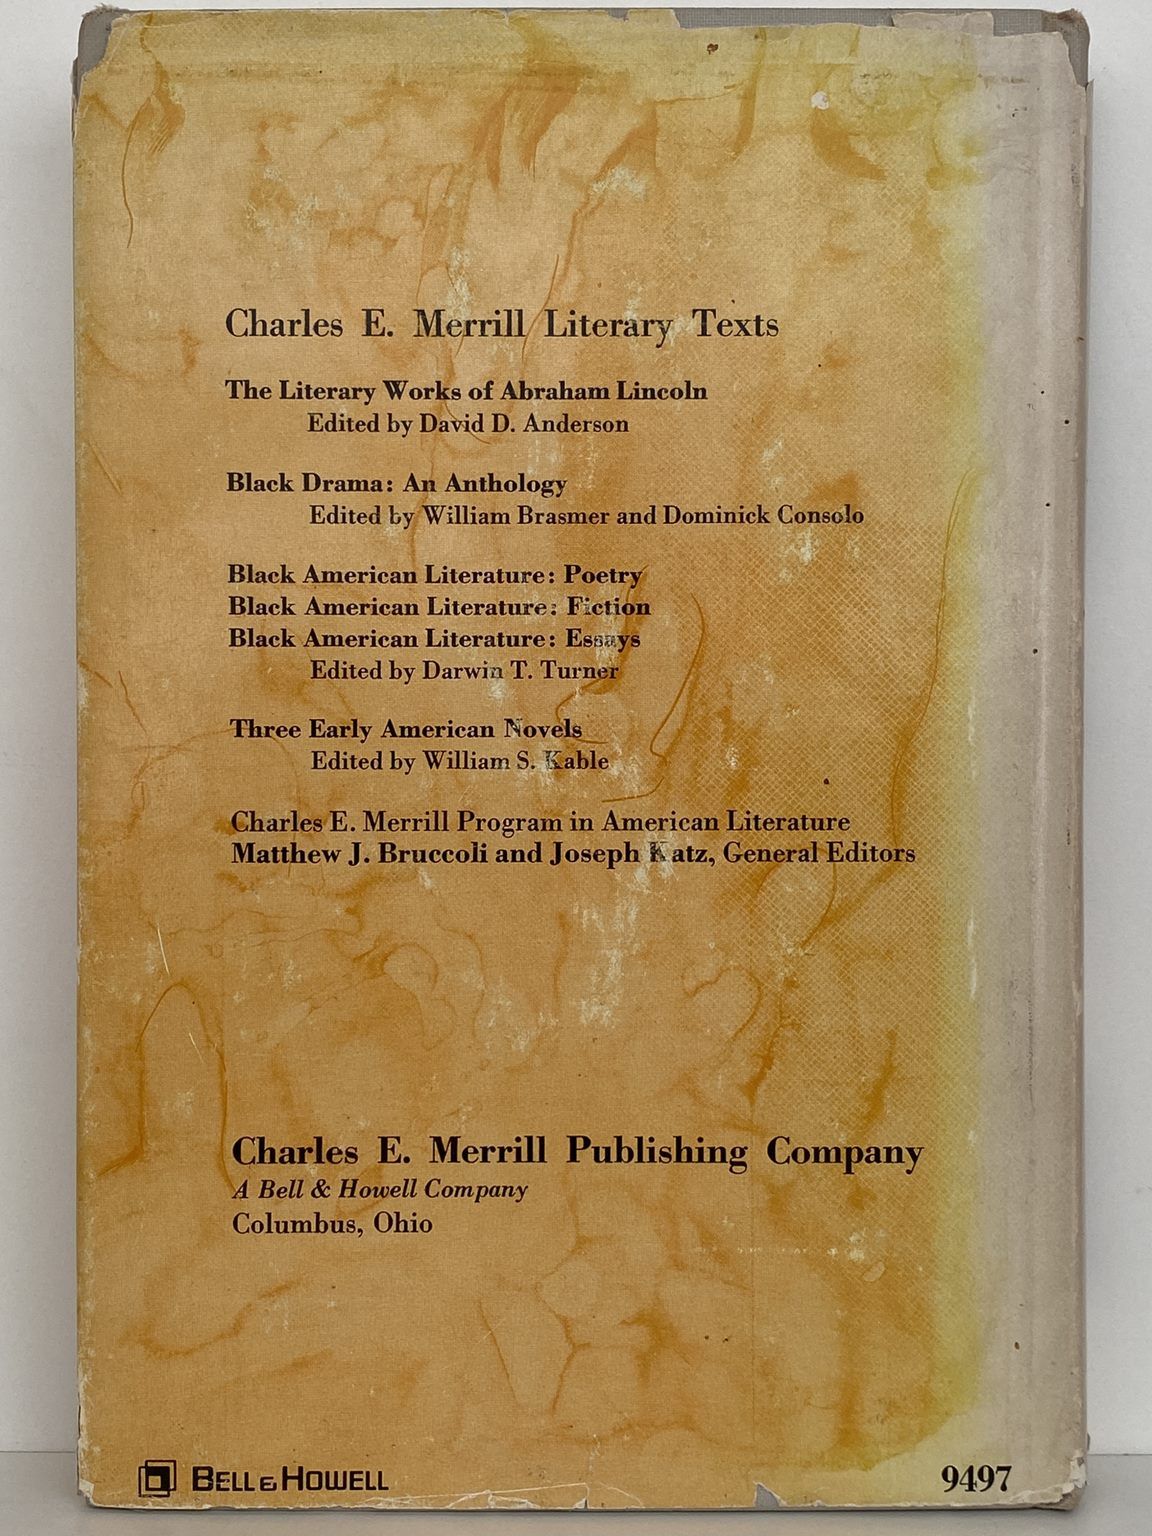 Charles E. Merrill Literary Texts
The Literary Works of Abraham Lincoln
Edited by David D. Anderson
Black Drama: An Anthology
Edited by William Brasmer and Dominick Consolo
Black American Literature: Poetry
Black American Literature: Fiction
Black American Literature: Essays
Edited by Darwin T. Turner
Three Early American Novels
Edited by William S. Kable
Charles E. Merrill Program in American Literature
Matthew J. Bruccoli and Joseph Katz, General Editors
Charles E. Merrill Publishing Company
A Bell & Howell Company
Columbus, Ohio
BELL & HOWELL
9497